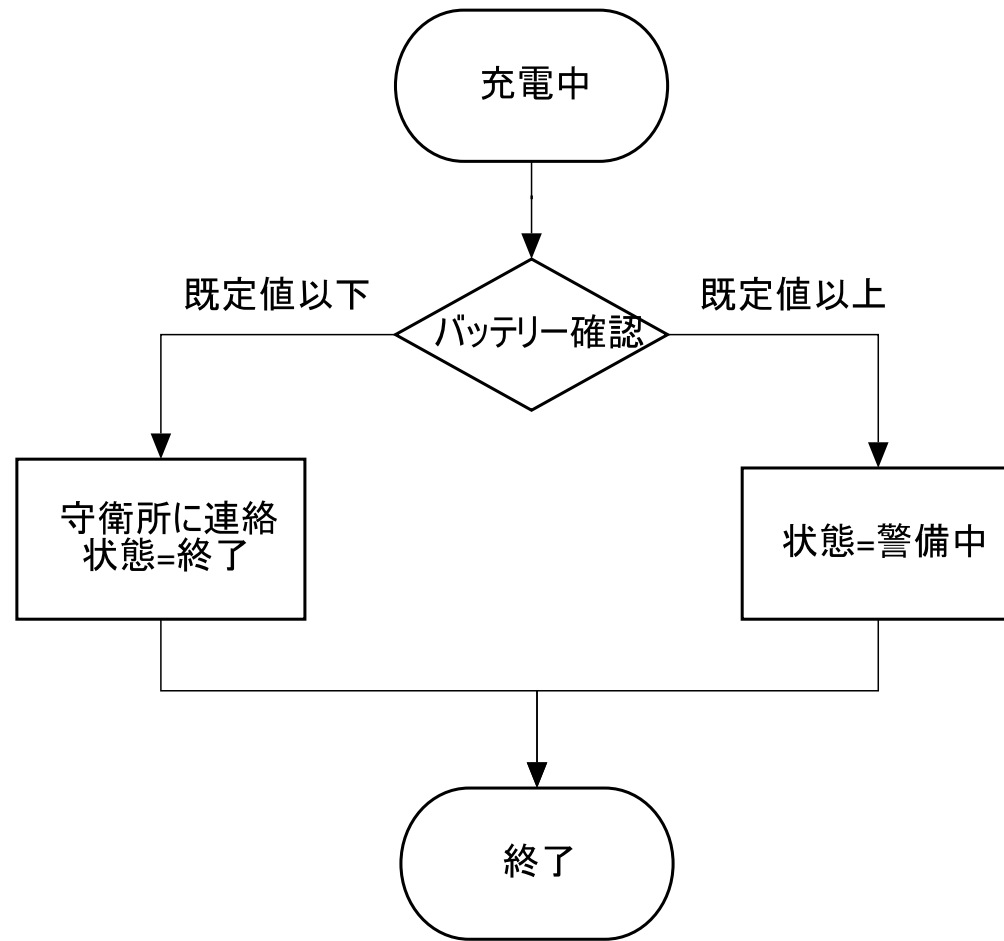 充電中
既定値以下
既定値以上
バッテリー確認
守衛所に連絡
状態=終了
状態=警備中
終了